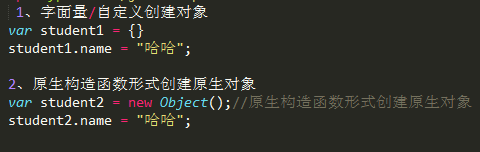 1、字面量/自定义创建对象
var student1 = {}
student1.name = "哈哈";
2、原生构造函数形式创建原生对象
var student2 = new Object();//原生构造函数形式创建原生对象
student2.name = "哈哈";